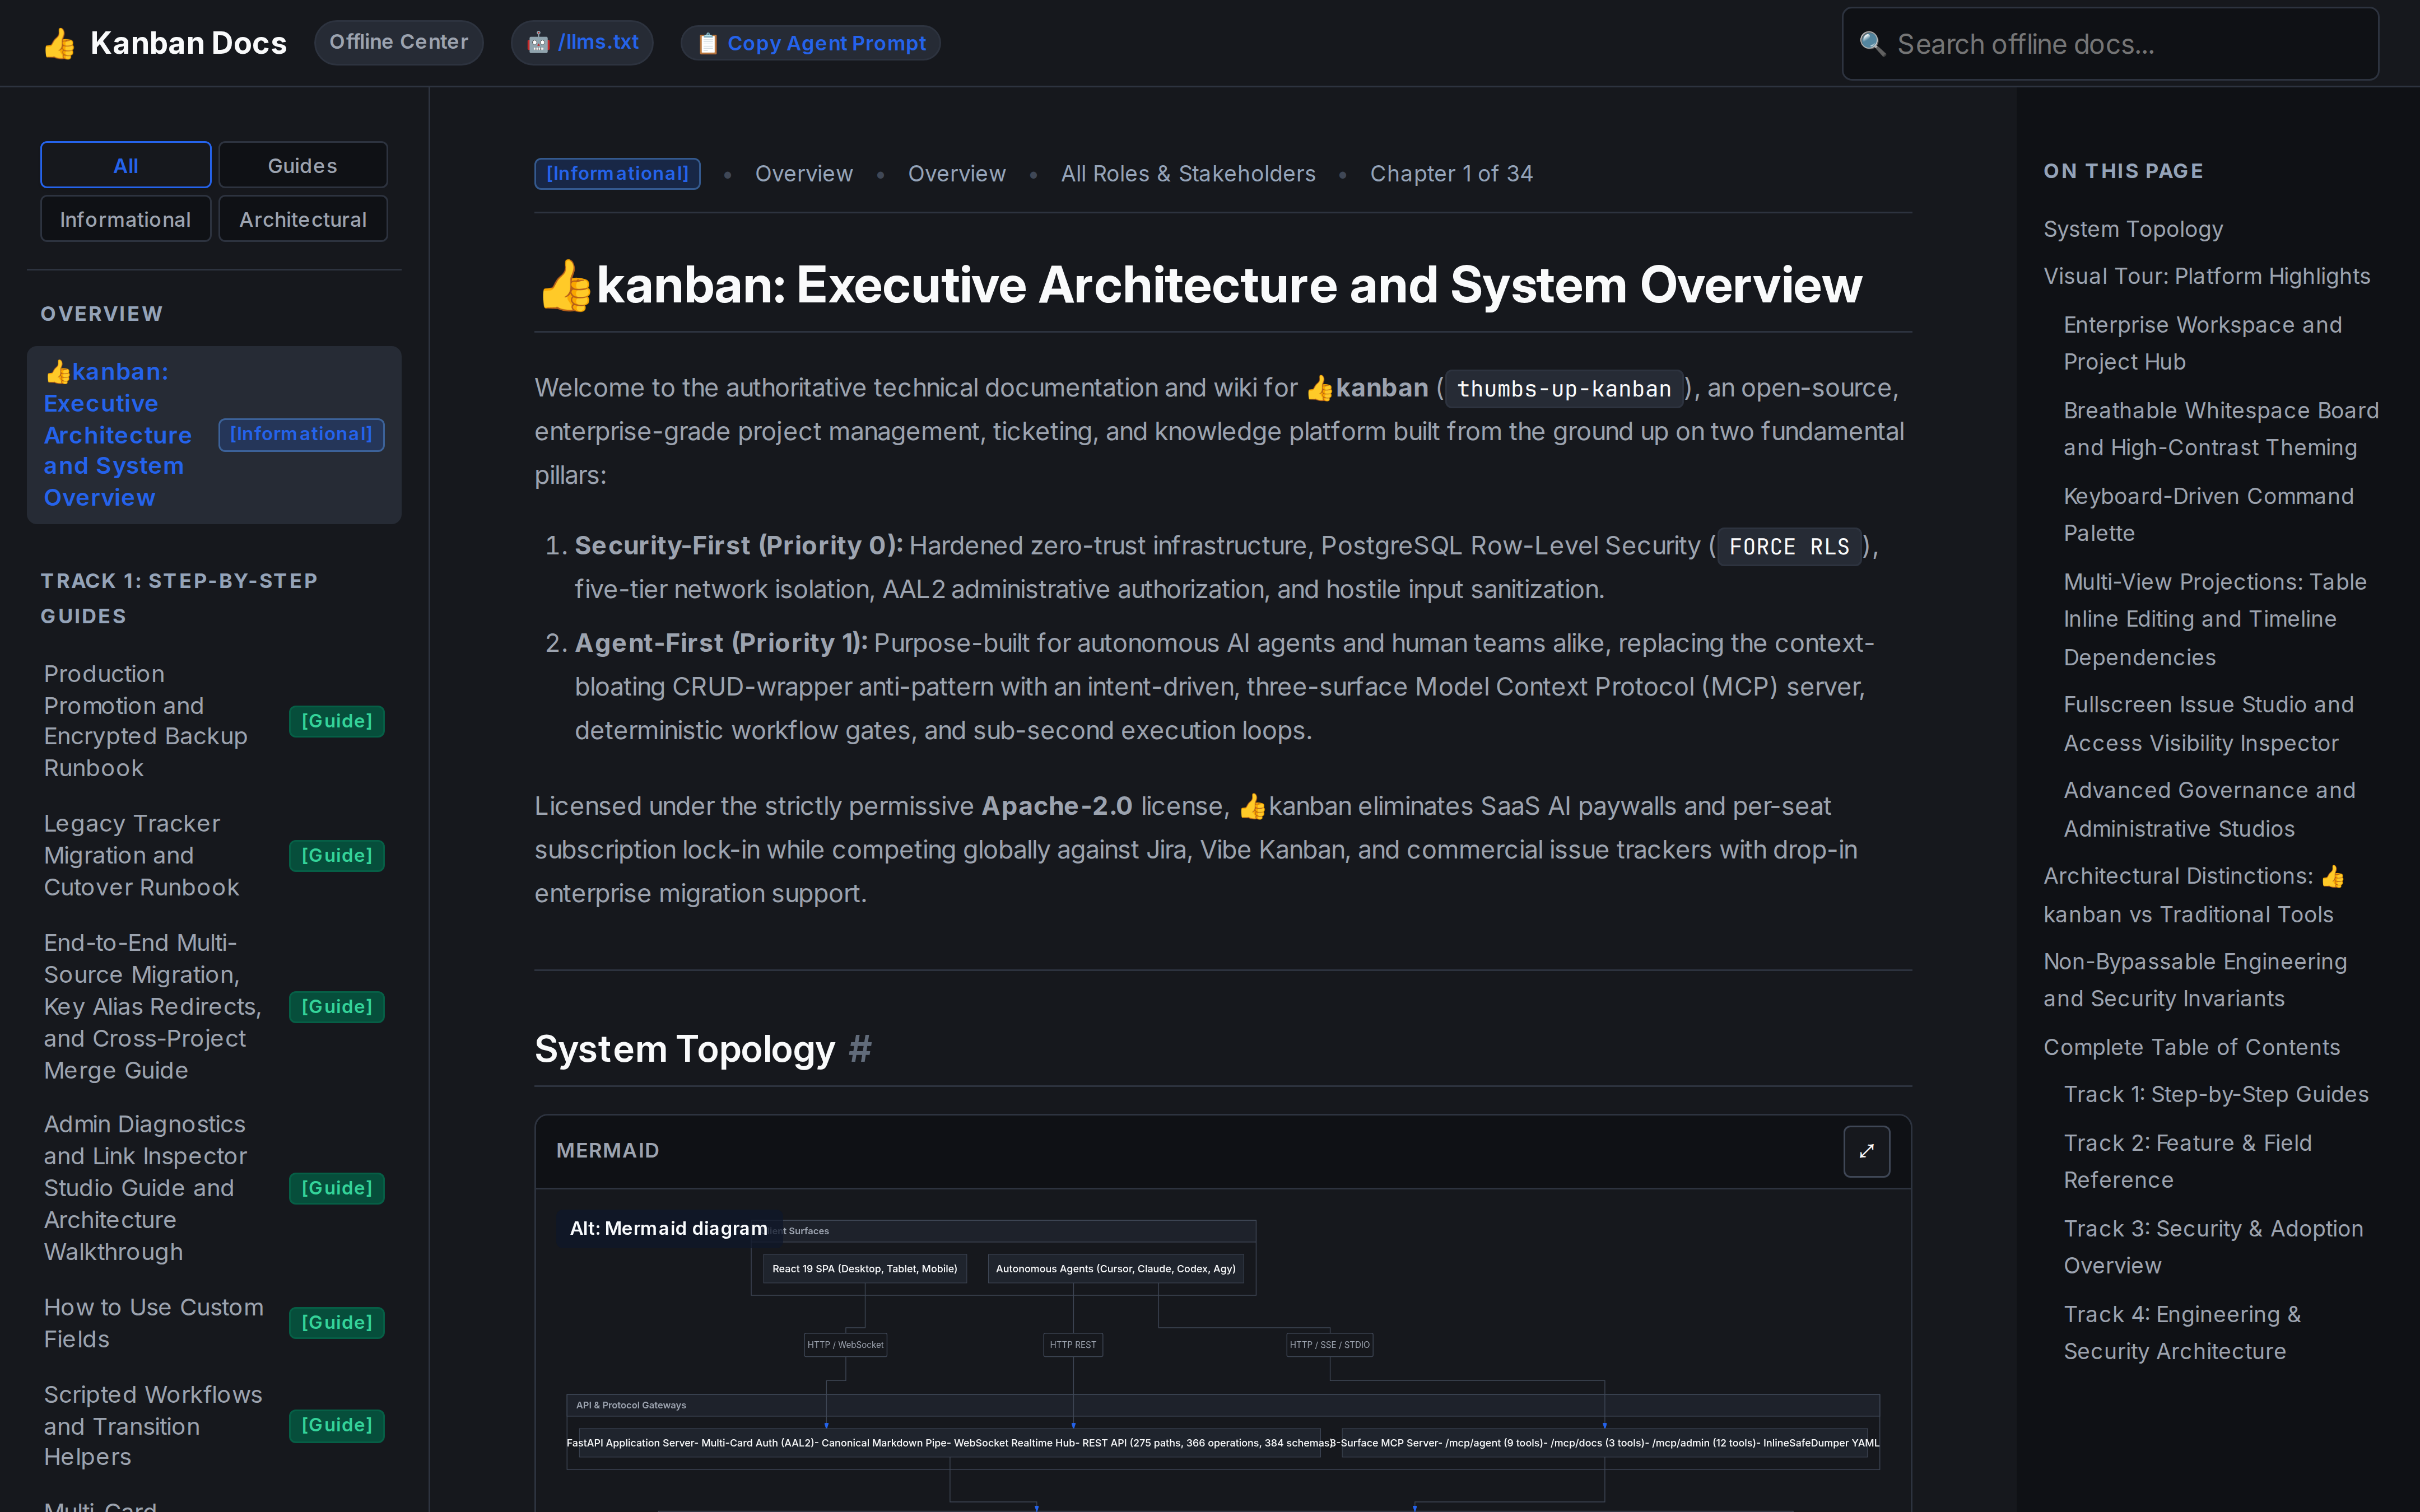 👍 Kanban Docs
Offline Center
🤖 /llms.txt
📋 Copy Agent Prompt
🔍 Search offline docs...
All
Guides
Informational
Architectural
OVERVIEW
👍kanban:
Executive
Architecture
and System
Overview
[Informational]
TRACK 1: STEP-BY-STEP
GUIDES
Production
Promotion and
Encrypted Backup
Runbook
[Guide]
Legacy Tracker
Migration and
Cutover Runbook
[Guide]
End-to-End Multi-
Source Migration,
Key Alias Redirects,
and Cross-Project
Merge Guide
[Guide]
Admin Diagnostics
and Link Inspector
Studio Guide and
Architecture
Walkthrough
[Guide]
How to Use Custom
Fields
[Guide]
Scripted Workflows
and Transition
Helpers
[Guide]
Multi-Card
[Informational] • Overview • Overview • All Roles & Stakeholders • Chapter 1 of 34
👍kanban: Executive Architecture and System Overview
Welcome to the authoritative technical documentation and wiki for 👍kanban (thumbs-up-kanban), an open-source,
enterprise-grade project management, ticketing, and knowledge platform built from the ground up on two fundamental
pillars:
1. Security-First (Priority 0): Hardened zero-trust infrastructure, PostgreSQL Row-Level Security (FORCE RLS),
five-tier network isolation, AAL2 administrative authorization, and hostile input sanitization.
2. Agent-First (Priority 1): Purpose-built for autonomous AI agents and human teams alike, replacing the context-
bloating CRUD-wrapper anti-pattern with an intent-driven, three-surface Model Context Protocol (MCP) server,
deterministic workflow gates, and sub-second execution loops.
Licensed under the strictly permissive Apache-2.0 license, 👍kanban eliminates SaaS AI paywalls and per-seat
subscription lock-in while competing globally against Jira, Vibe Kanban, and commercial issue trackers with drop-in
enterprise migration support.
System Topology #
MERMAID
⤢
Alt: Mermaid diagram
Surfaces
React 19 SPA (Desktop, Tablet, Mobile)
Autonomous Agents (Cursor, Claude, Codex, Agy)
HTTP / WebSocket
HTTP REST
HTTP / SSE / STDIO
API & Protocol Gateways
FastAPI Application Server- Multi-Card Auth (AAL2)- Canonical Markdown Pipe- WebSocket Realtime Hub- REST API (275 paths, 366 operations, 384 schemas)
3-Surface MCP Server- /mcp/agent (9 tools)- /mcp/docs (3 tools)- /mcp/admin (12 tools)- InlineSafeDumper YAML
ON THIS PAGE
System Topology
Visual Tour: Platform Highlights
Enterprise Workspace and
Project Hub
Breathable Whitespace Board
and High-Contrast Theming
Keyboard-Driven Command
Palette
Multi-View Projections: Table
Inline Editing and Timeline
Dependencies
Fullscreen Issue Studio and
Access Visibility Inspector
Advanced Governance and
Administrative Studios
Architectural Distinctions: 👍
kanban vs Traditional Tools
Non-Bypassable Engineering
and Security Invariants
Complete Table of Contents
Track 1: Step-by-Step Guides
Track 2: Feature & Field
Reference
Track 3: Security & Adoption
Overview
Track 4: Engineering &
Security Architecture